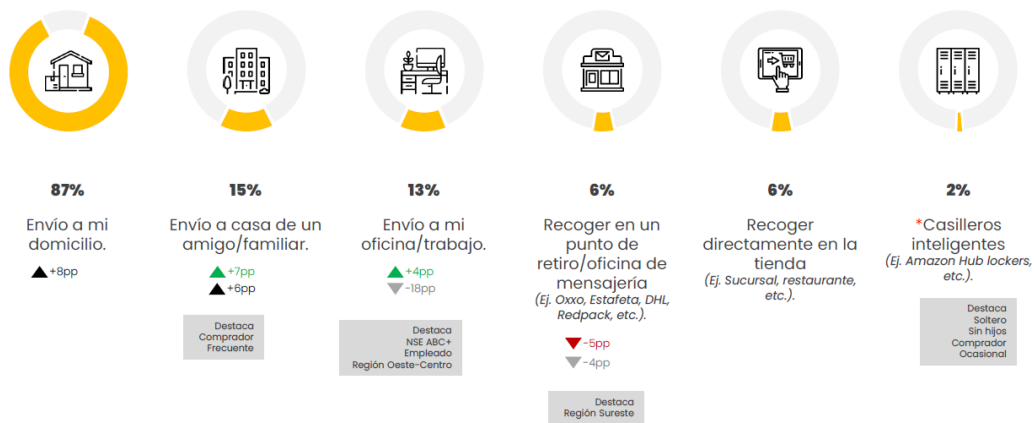 87%
Envío a mi
domicilio.
+8pp
15%
Envío a casa de un
amigo/familiar.
+7pp
+6pp
Destaca
Comprador
Frecuente
13%
Envío a mi
oficina/trabajo.
+4pp
-18pp
Destaca
NSE ABC+
Empleado
Región Oeste-Centro
6%
Recoger en un
punto de
retiro/oficina de
mensajería
(Ej. Oxxo, Estafeta, DHL,
Redpack, etc.).
-5pp
-4pp
Destaca
Región Sureste
6%
Recoger
directamente en la
tienda
(Ej. Sucursal, restaurante,
etc.).
2%
*Casilleros
inteligentes
(Ej. Amazon Hub lockers,
etc.).
Destaca
Soltero
Sin hijos
Comprador
Ocasional